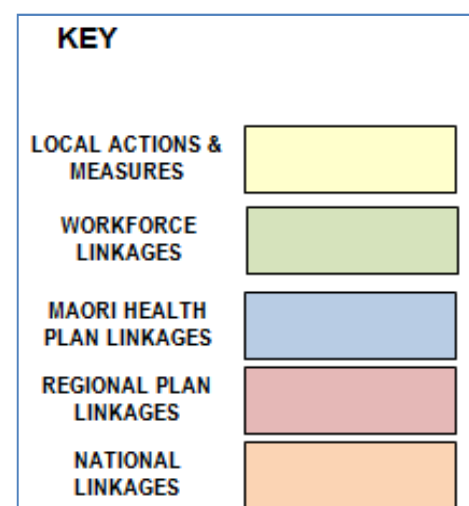 KEY
LOCAL ACTIONS &
MEASURES
WORKFORCE
LINKAGES
MAORI HEALTH
PLAN LINKAGES
REGIONAL PLAN
LINKAGES
NATIONAL
LINKAGES